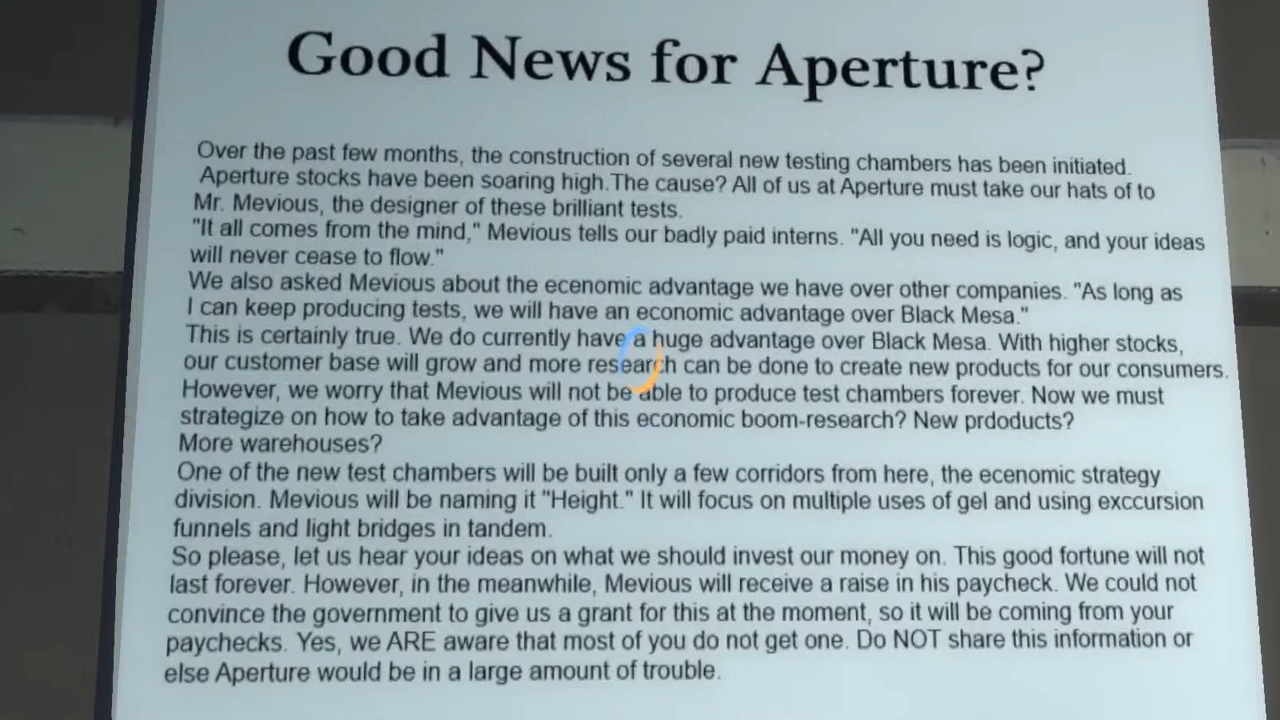 Good News for Aperture?
Over the past few months, the construction of several new testing chambers has been initiated.
Aperture stocks have been soaring high.The cause? All of us at Aperture must take our hats of to
Mr. Mevious, the designer of these brilliant tests.
"It all comes from the mind," Mevious tells our badly paid interns. "All you need is logic, and your ideas
will never cease to flow."
We also asked Mevious about the ecenomic advantage we have over other companies. "As long as
I can keep producing tests, we will have an economic advantage over Black Mesa."
This is certainly true. We do currently have a huge advantage over Black Mesa. With higher stocks,
our customer base will grow and more research can be done to create new products for our consumers.
However, we worry that Mevious will not be able to produce test chambers forever. Now we must
strategize on how to take advantage of this economic boom-research? New prdoducts?
More warehouses?
One of the new test chambers will be built only a few corridors from here, the ecenomic strategy
division. Mevious will be naming it "Height." It will focus on multiple uses of gel and using exccursion
funnels and light bridges in tandem.
So please, let us hear your ideas on what we should invest our money on. This good fortune will not
last forever. However, in the meanwhile, Mevious will receive a raise in his paycheck. We could not
convince the government to give us a grant for this at the moment, so it will be coming from your
paychecks. Yes, we ARE aware that most of you do not get one. Do NOT share this information or
else Aperture would be in a large amount of trouble.